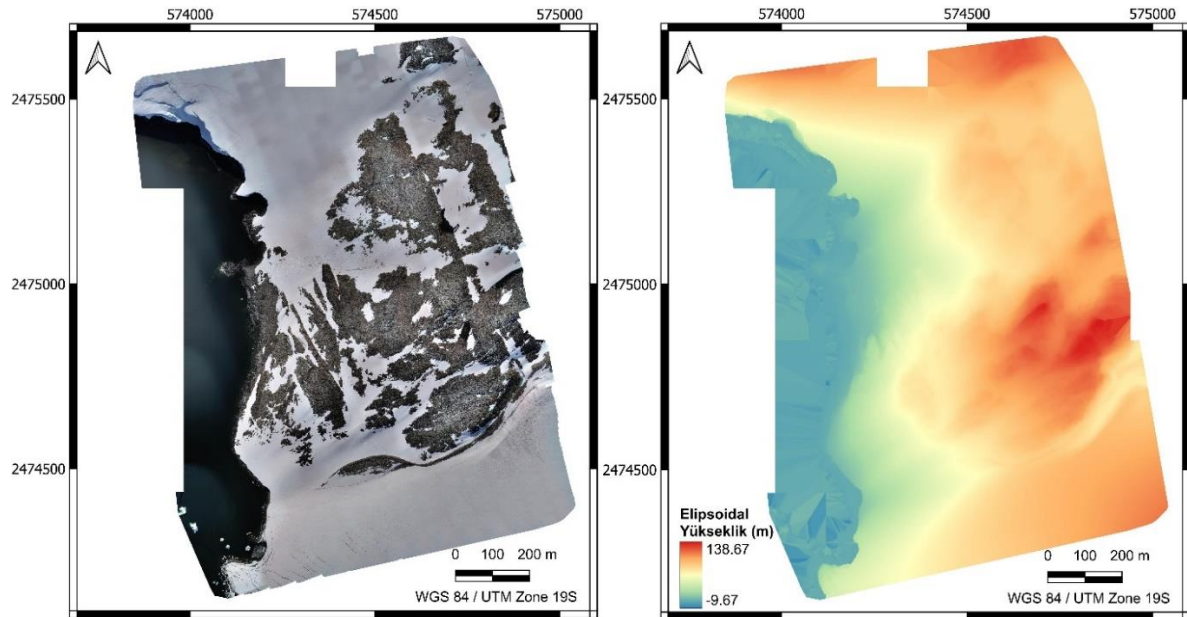 574000 574500 575000
2475500
2475000
2474500
0 100 200 m
WGS 84 / UTM Zone 19S
574000 574500 575000
2475500
2475000
2474500
Elipsoidal
Yükseklik (m)
138.67
-9.67
0 100 200 m
WGS 84 / UTM Zone 19S